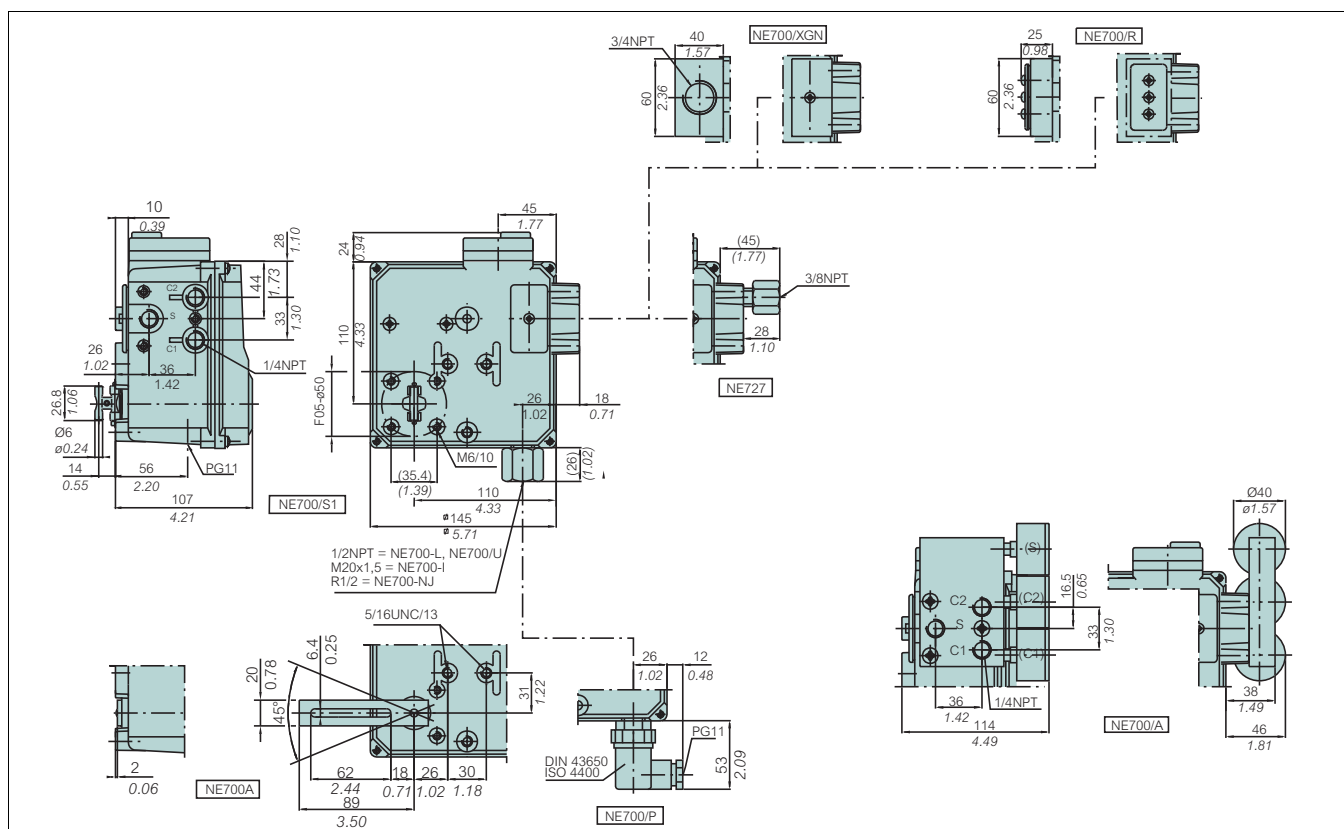 3/4NPT
40
1.57
NE700/XGN
60
2.36
25
0.98
NE700/R
60
2.36
10
0.39
28
1.10
44
1.73
33
1.30
C2
S
C1
26
1.02
36
1.42
1/4NPT
26.8
1.06
Ø6
ø0.24
14
0.55
56
2.20
PG11
107
4.21
NE700/S1
45
1.77
24
0.94
110
4.33
F05-ø50
26
1.02
18
0.71
M6/10
(35.4)
(1.39)
(26)
(1.02)
110
4.33
145
5.71
1/2NPT = NE700-L, NE700/U
M20x1,5 = NE700-I
R1/2 = NE700-NJ
(45)
(1.77)
3/8NPT
28
1.10
NE727
5/16UNC/13
20
0.78
6.4
0.25
45°
31
1.22
2
0.06
NE700A
62
2.44
18
0.71
26
1.02
30
1.18
89
3.50
26
1.02
12
0.48
DIN 43650
ISO 4400
PG11
53
2.09
NE700/P
(S)
C2
(C2)
S
C1
(C1)
16.5
0.65
33
1.30
36
1.42
1/4NPT
114
4.49
Ø40
ø1.57
38
1.49
46
1.81
NE700/A